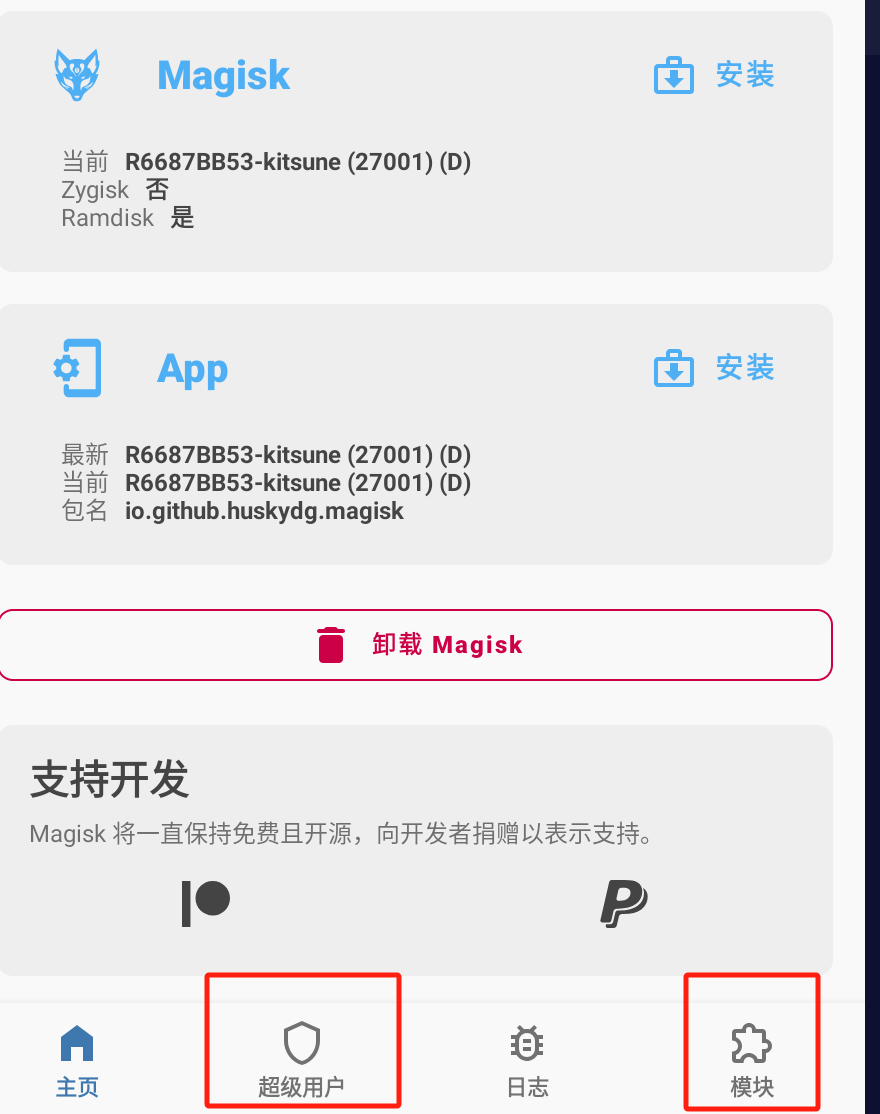 Magisk 安装
当前 R6687BB53-kitsune (27001) (D)
Zygisk 否
Ramdisk 是
App 安装
最新 R6687BB53-kitsune (27001) (D)
当前 R6687BB53-kitsune (27001) (D)
包名 io.github.huskydg.magisk
卸载 Magisk
支持开发
Magisk 将一直保持免费且开源，向开发者捐赠以表示支持。
主页 超级用户 日志 模块